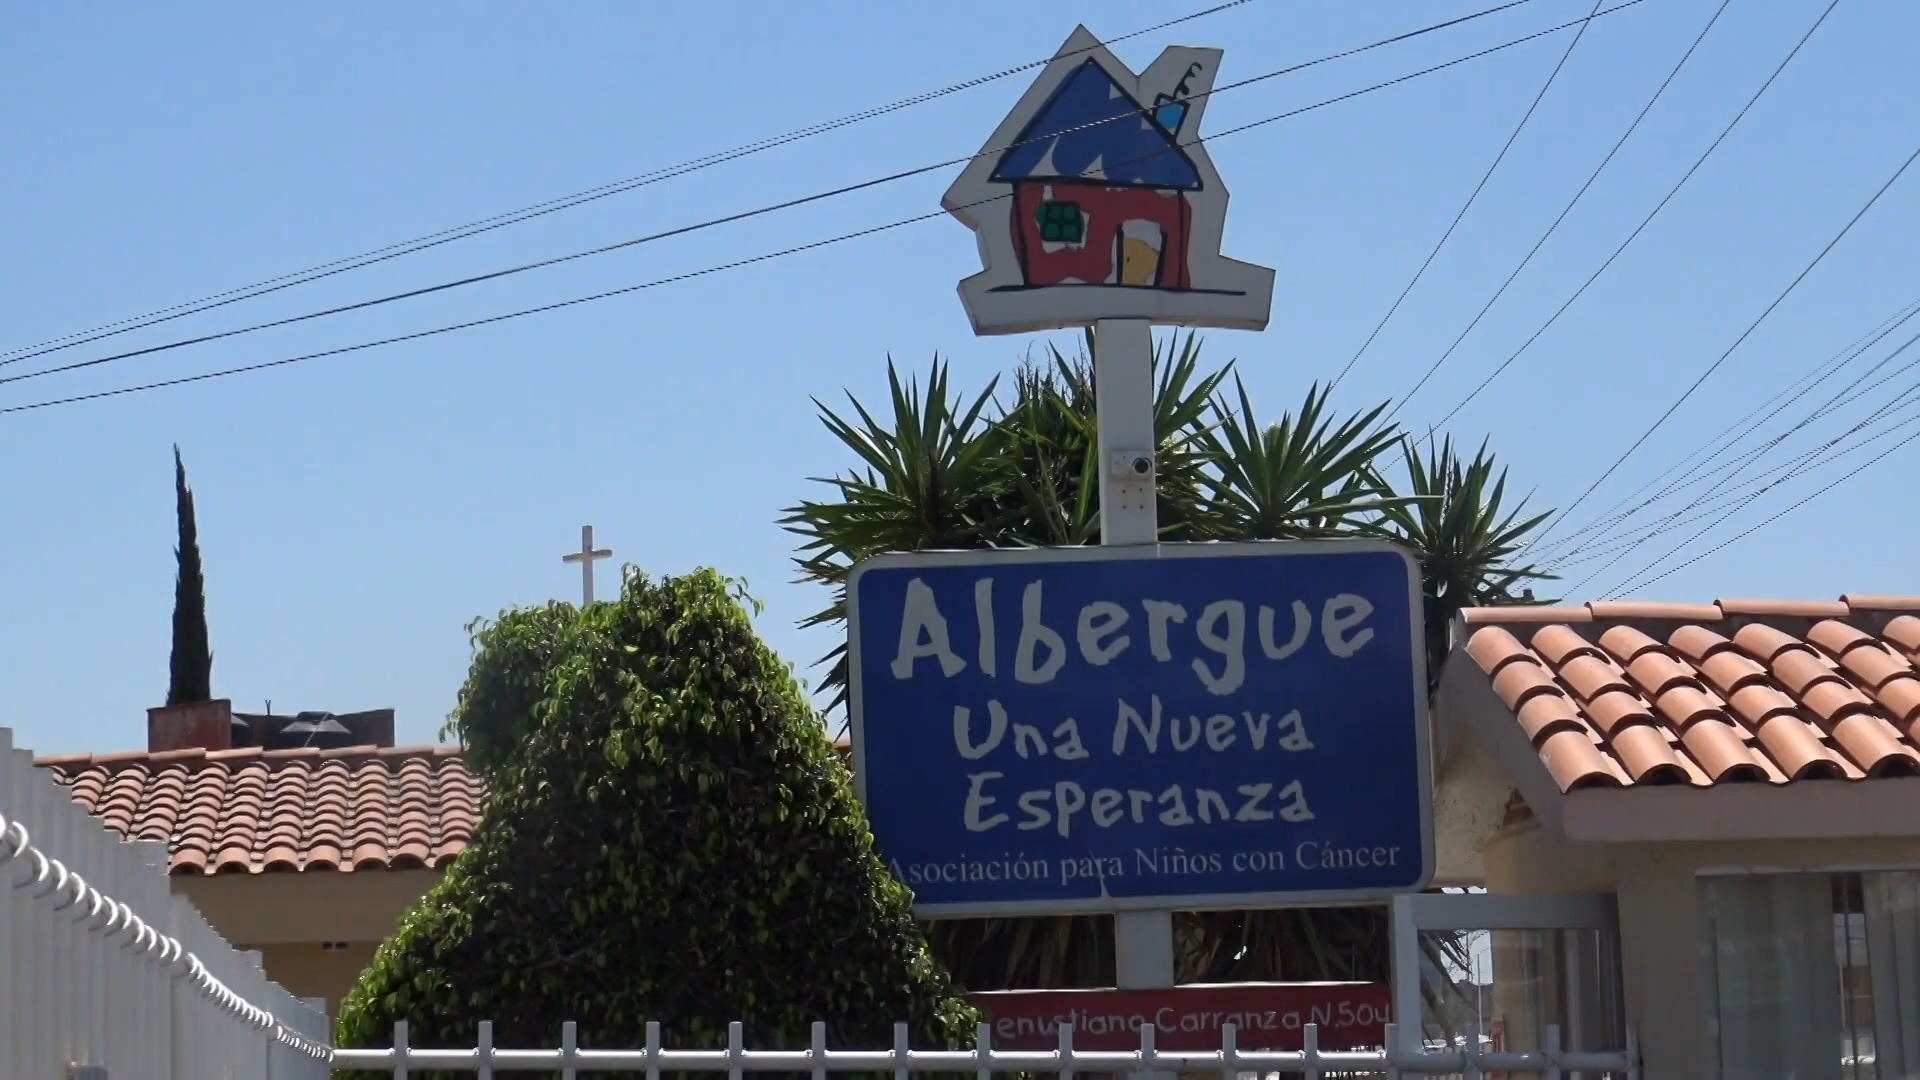 Albergue
Una Nueva
Esperanza
Asociación para Niños con Cáncer
enustiano Carranza N.504